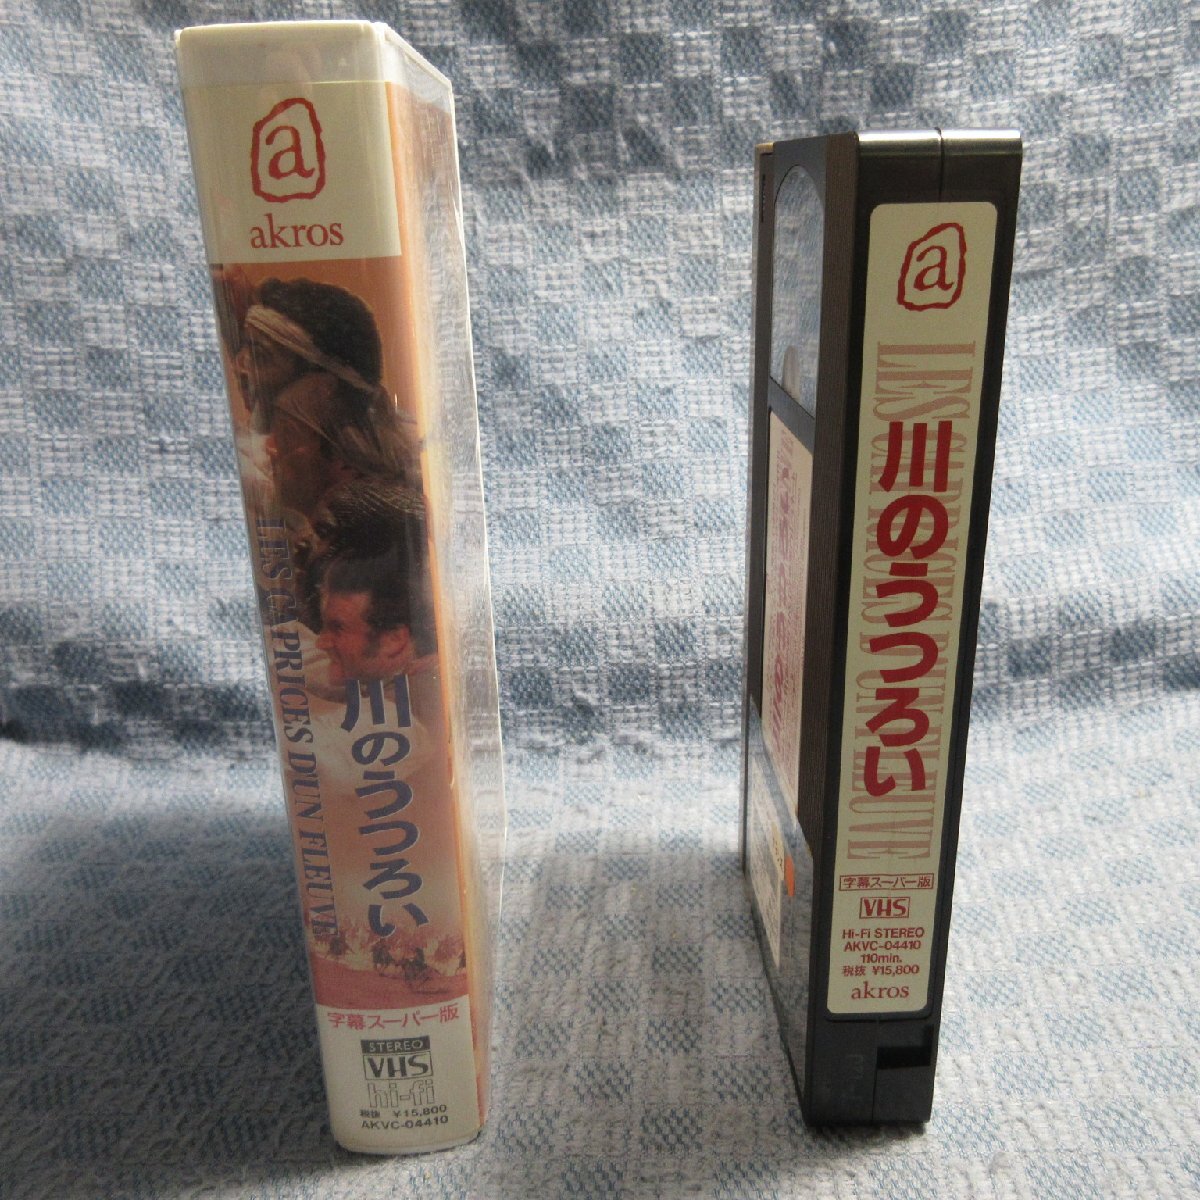 a
akros
LES CAPRICES D'UN FLEUVE
川のうつろい
字幕スーパー版
STEREO
VHS
hi-fi
税抜 ¥15,800
AKVC-04410
a
LES CAPRICES D'UN FLEUVE
川のうつろい
字幕スーパー版
VHS
Hi-Fi STEREO
AKVC-04410
110min.
税抜 ¥15,800
akros